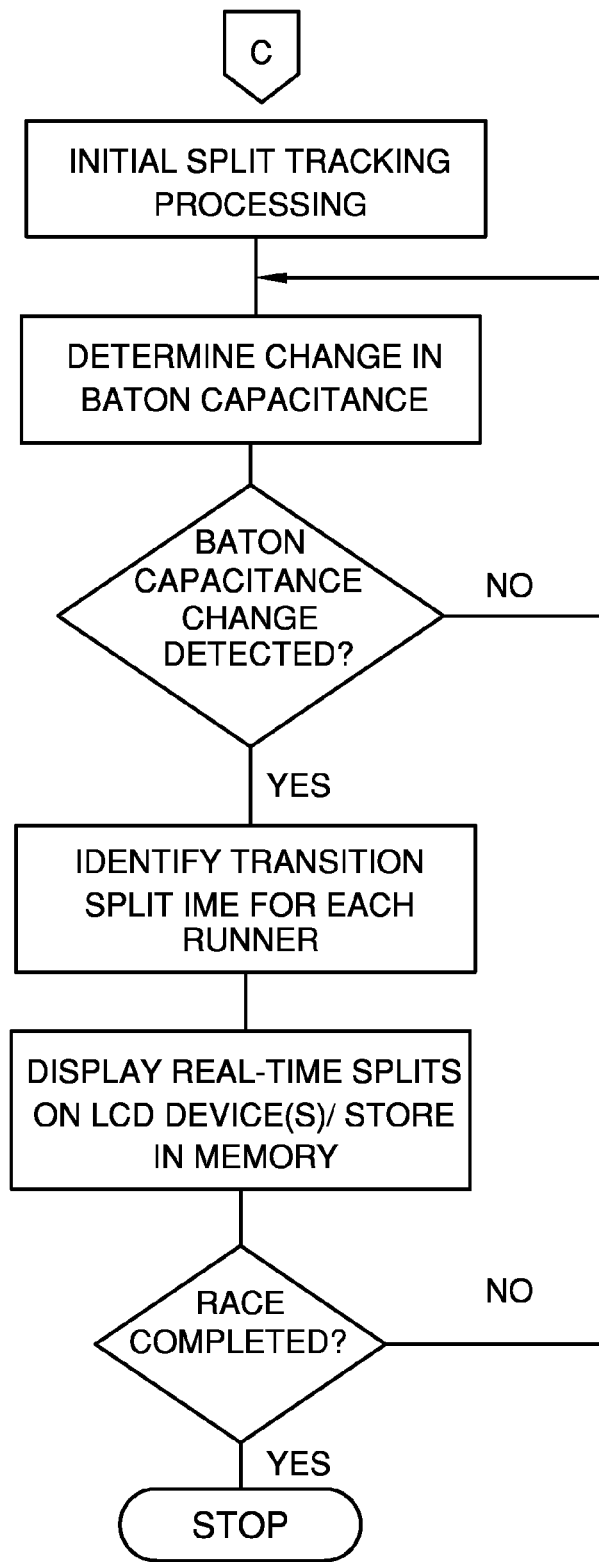 C
INITIAL SPLIT TRACKING
PROCESSING
DETERMINE CHANGE IN
BATON CAPACITANCE
BATON
CAPACITANCE
CHANGE
DETECTED?
NO
YES
IDENTIFY TRANSITION
SPLIT IME FOR EACH
RUNNER
DISPLAY REAL-TIME SPLITS
ON LCD DEVICE(S)/ STORE
IN MEMORY
RACE
COMPLETED?
NO
YES
STOP